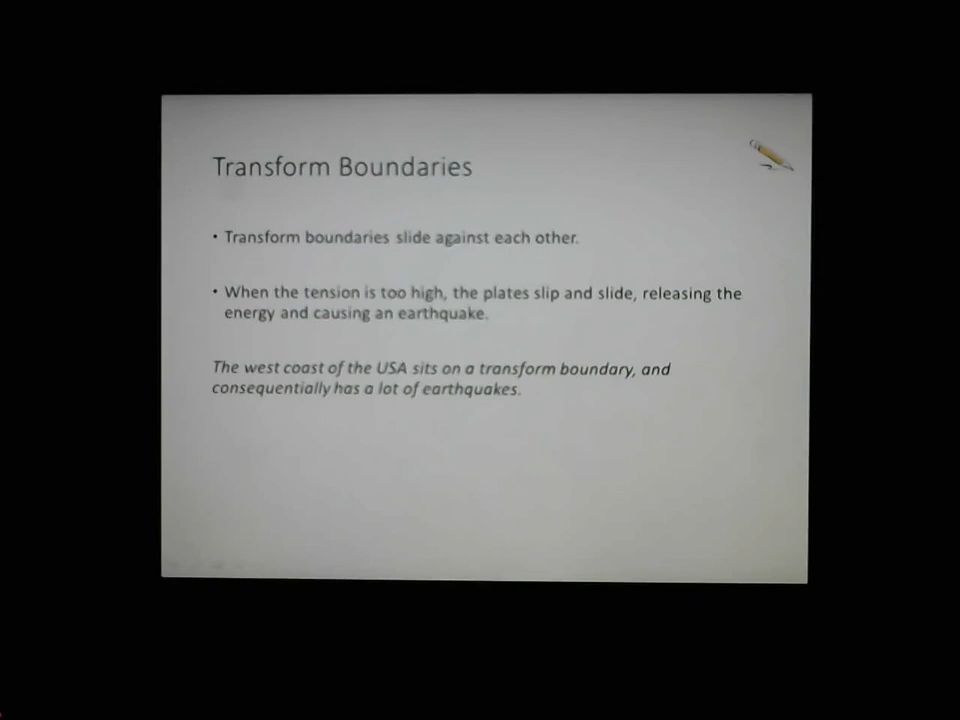 Transform Boundaries
• Transform boundaries slide against each other.
• When the tension is too high, the plates slip and slide, releasing the
energy and causing an earthquake.
The west coast of the USA sits on a transform boundary, and
consequentially has a lot of earthquakes.